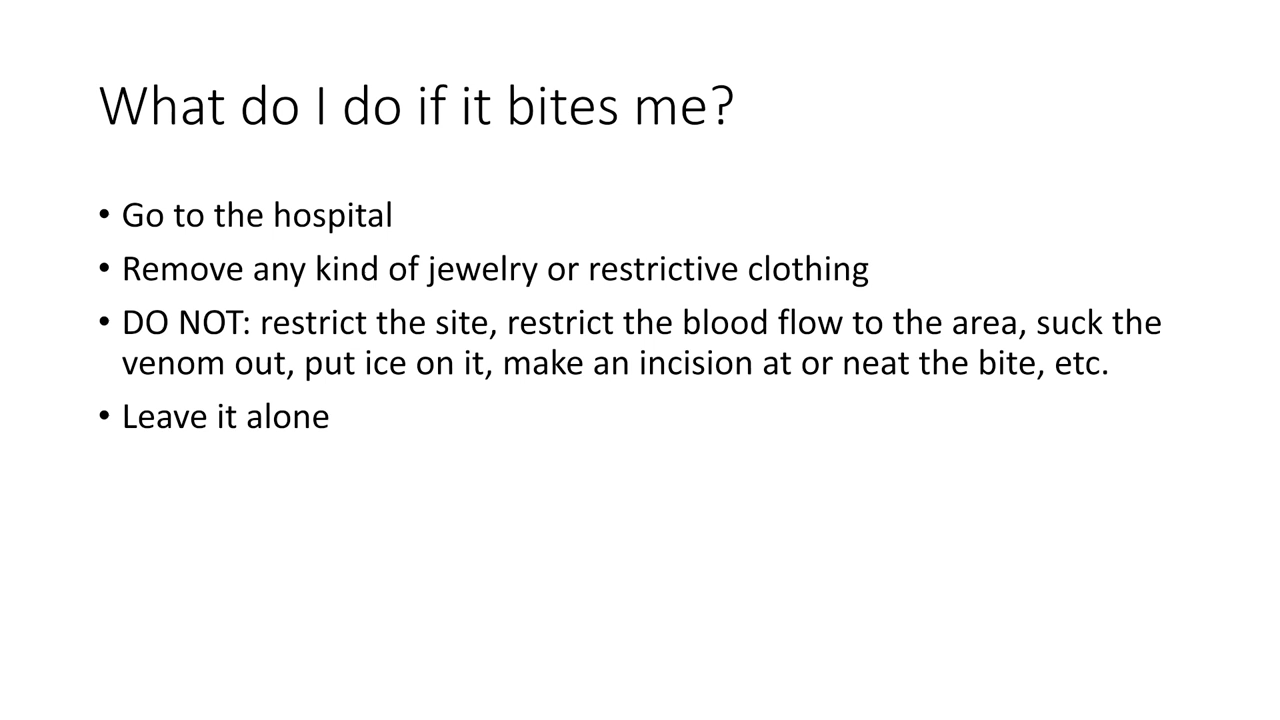 What do I do if it bites me?
• Go to the hospital
• Remove any kind of jewelry or restrictive clothing
• DO NOT: restrict the site, restrict the blood flow to the area, suck the
venom out, put ice on it, make an incision at or neat the bite, etc.
• Leave it alone